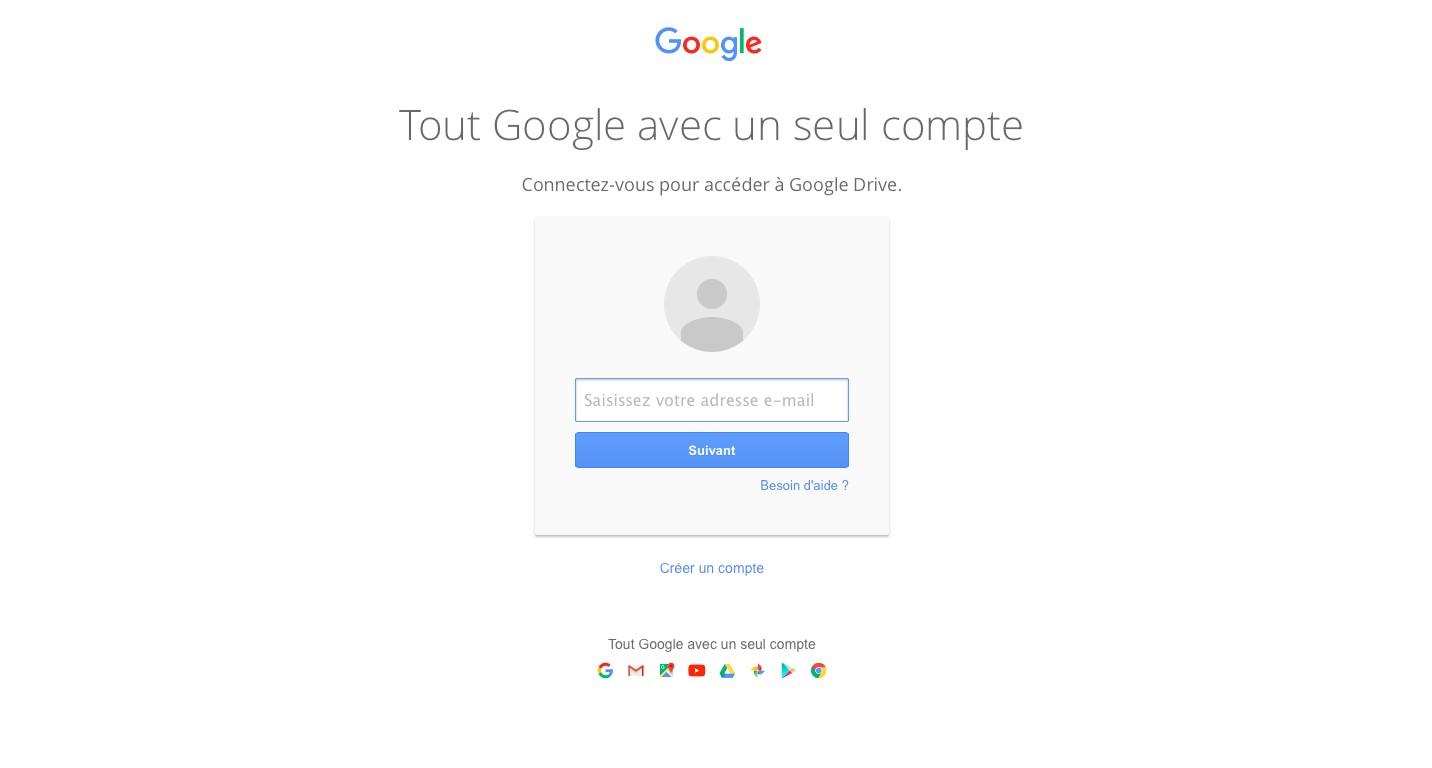 Google
Tout Google avec un seul compte
Connectez-vous pour accéder à Google Drive.
Saisissez votre adresse e-mail
Suivant
Besoin d'aide ?
Créer un compte
Tout Google avec un seul compte